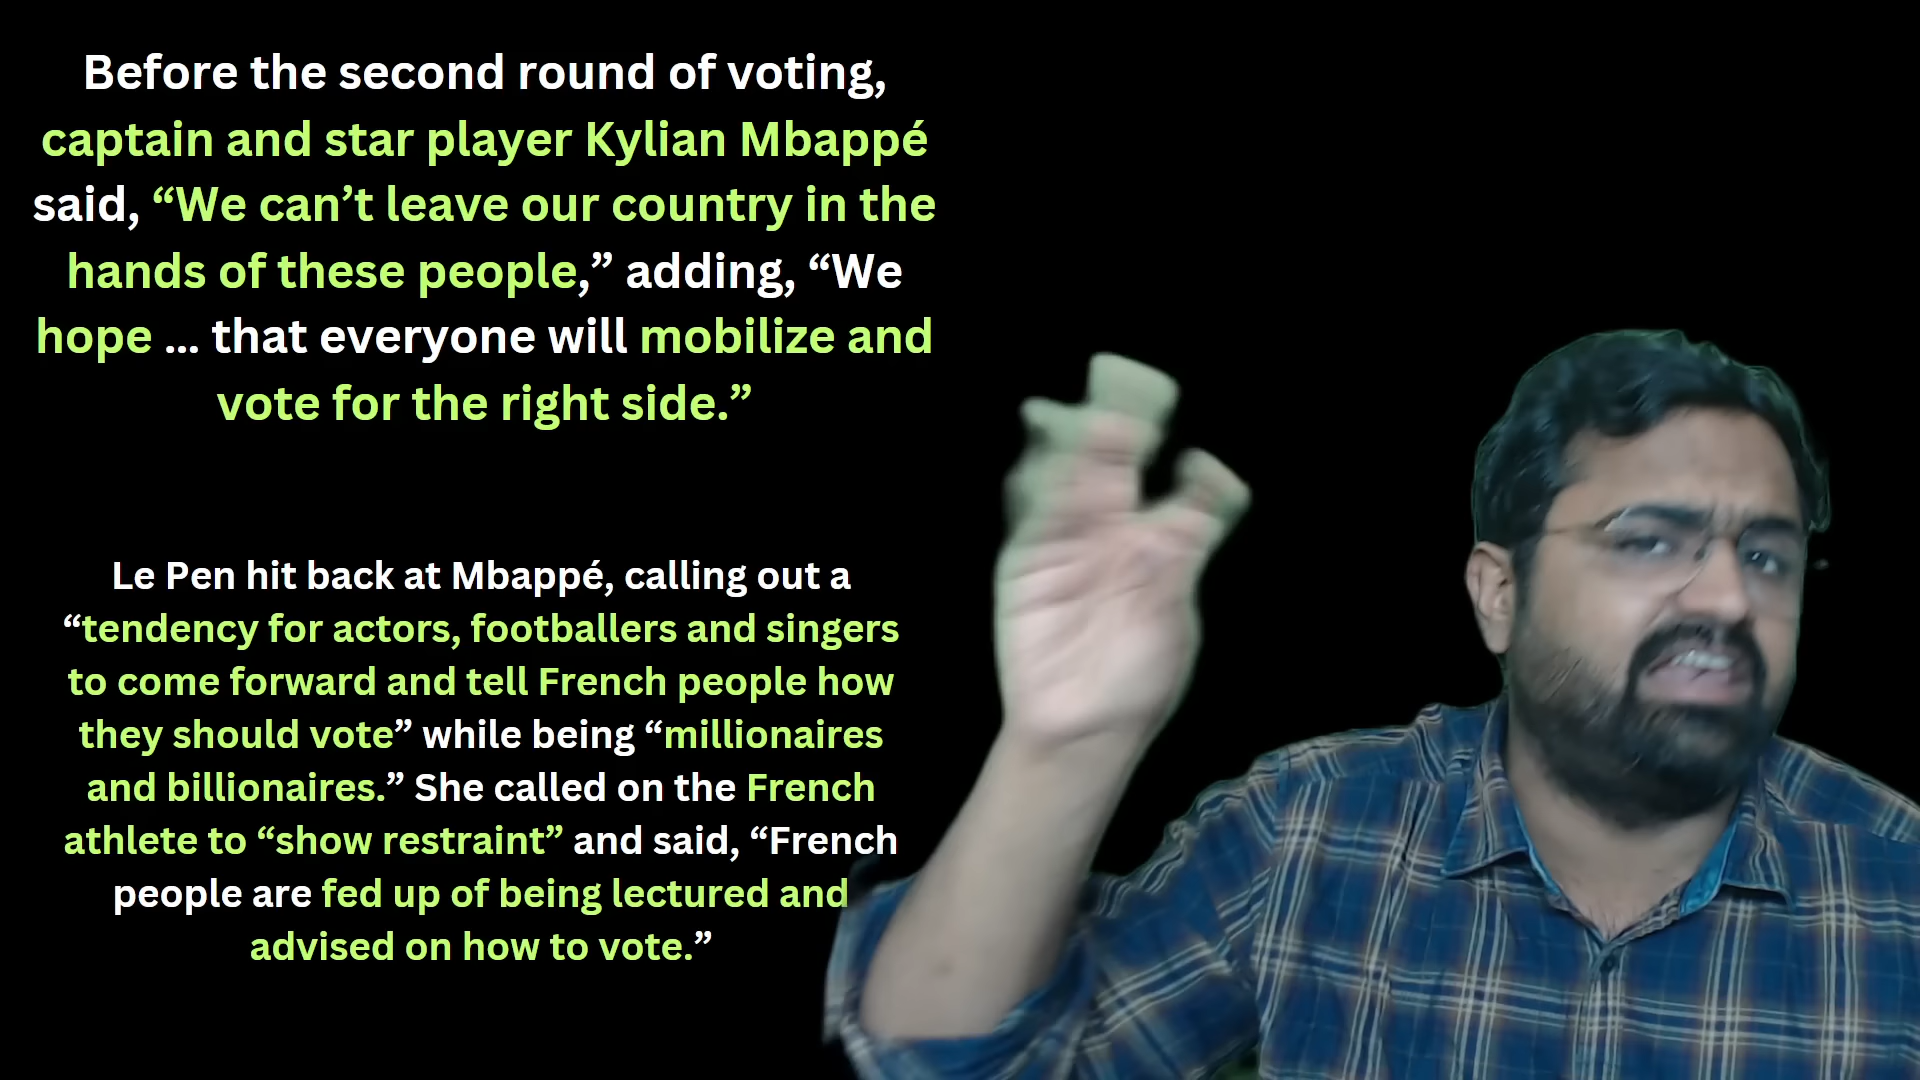 Before the second round of voting,
captain and star player Kylian Mbappé
said, “We can’t leave our country in the
hands of these people,” adding, “We
hope ... that everyone will mobilize and
vote for the right side.”
Le Pen hit back at Mbappé, calling out a
“tendency for actors, footballers and singers
to come forward and tell French people how
they should vote” while being “millionaires
and billionaires.” She called on the French
athlete to “show restraint” and said, “French
people are fed up of being lectured and
advised on how to vote.”